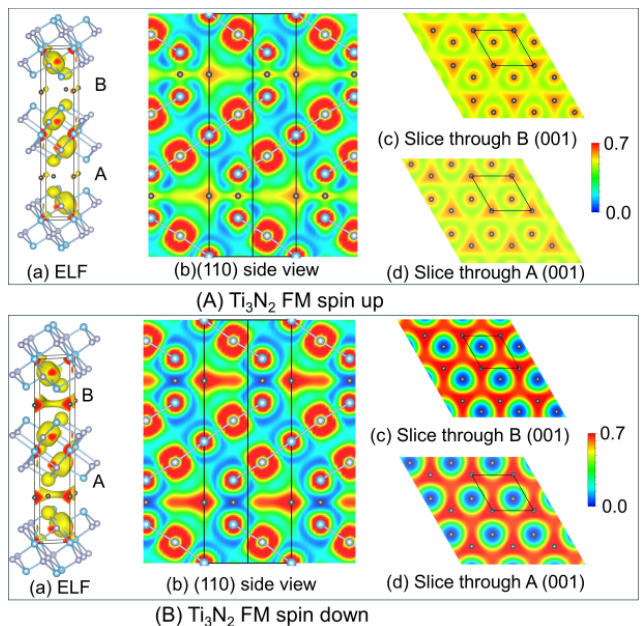 B
A
(a) ELF
(b)(110) side view
(c) Slice through B (001)
0.7
0.0
(d) Slice through A (001)
(A) Ti₃N₂ FM spin up
B
A
(a) ELF
(b) (110) side view
(c) Slice through B (001)
0.7
0.0
(d) Slice through A (001)
(B) Ti₃N₂ FM spin down